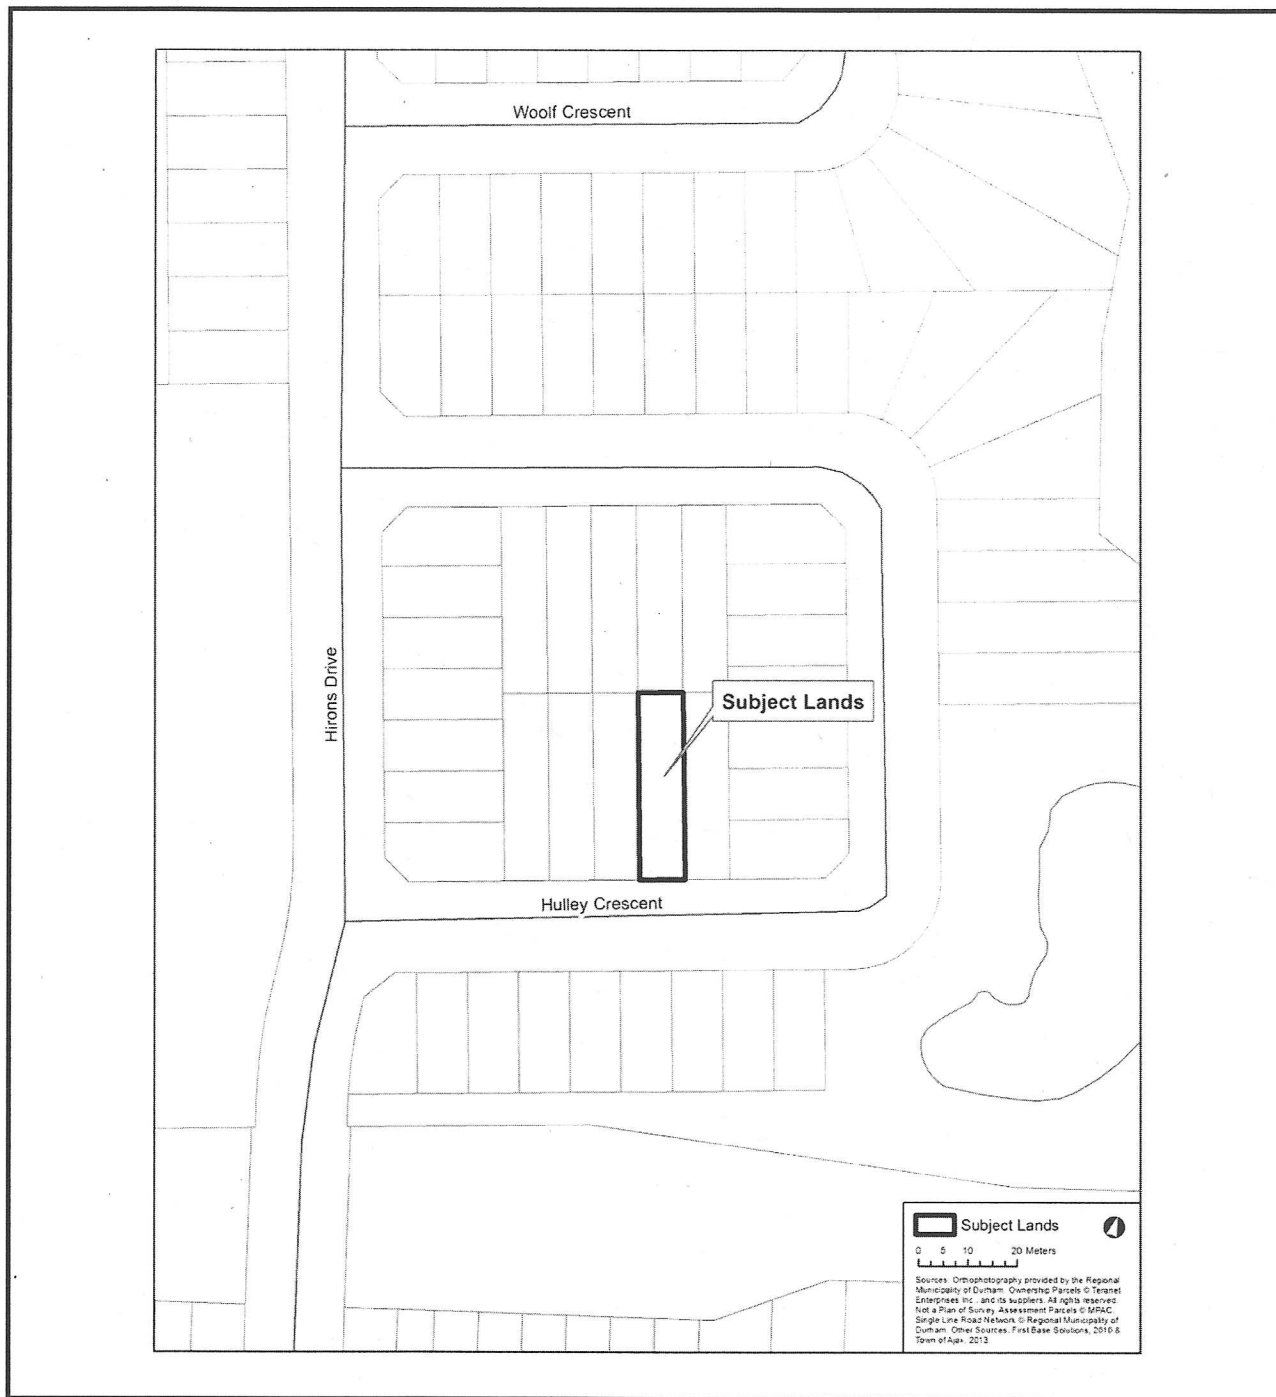 Woolf Crescent
Hirons Drive
Subject Lands
Hulley Crescent
Subject Lands
0 5 10 20 Meters
Sources: Orthophotography provided by the Regional
Municipality of Durham. Ownership Parcels © Teranet
Enterprises Inc., and its suppliers. All rights reserved.
Not a Plan of Survey. Assessment Parcels © MPAC.
Single Line Road Network © Regional Municipality of
Durham. Other Sources: First Base Solutions, 2010 &
Town of Ajax, 2013.